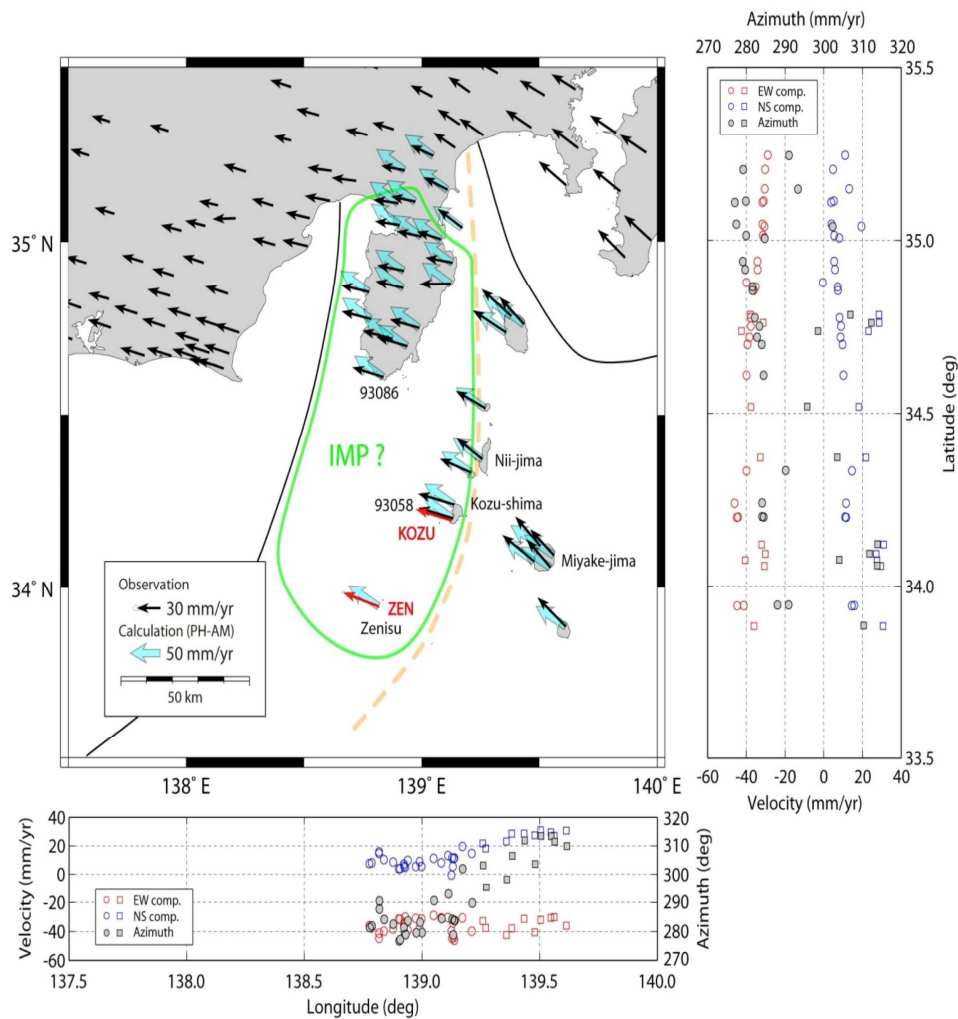 Azimuth (mm/yr)
270 280 290 300 310 320
EW comp.
NS comp.
Azimuth
35.5
35.0
34.5
34.0
33.5
Latitude (deg)
-60 -40 -20 0 20 40
Velocity (mm/yr)
35° N
34° N
93086
IMP ?
Nii-jima
93058
Kozu-shima
KOZU
Miyake-jima
ZEN
Zenisu
Observation
30 mm/yr
Calculation (PH-AM)
50 mm/yr
50 km
138° E
139° E
140° E
Velocity (mm/yr)
40
20
0
-20
-40
-60
EW comp.
NS comp.
Azimuth
320
310
300
290
280
270
Azimuth (deg)
137.5 138.0 138.5 139.0 139.5 140.0
Longitude (deg)